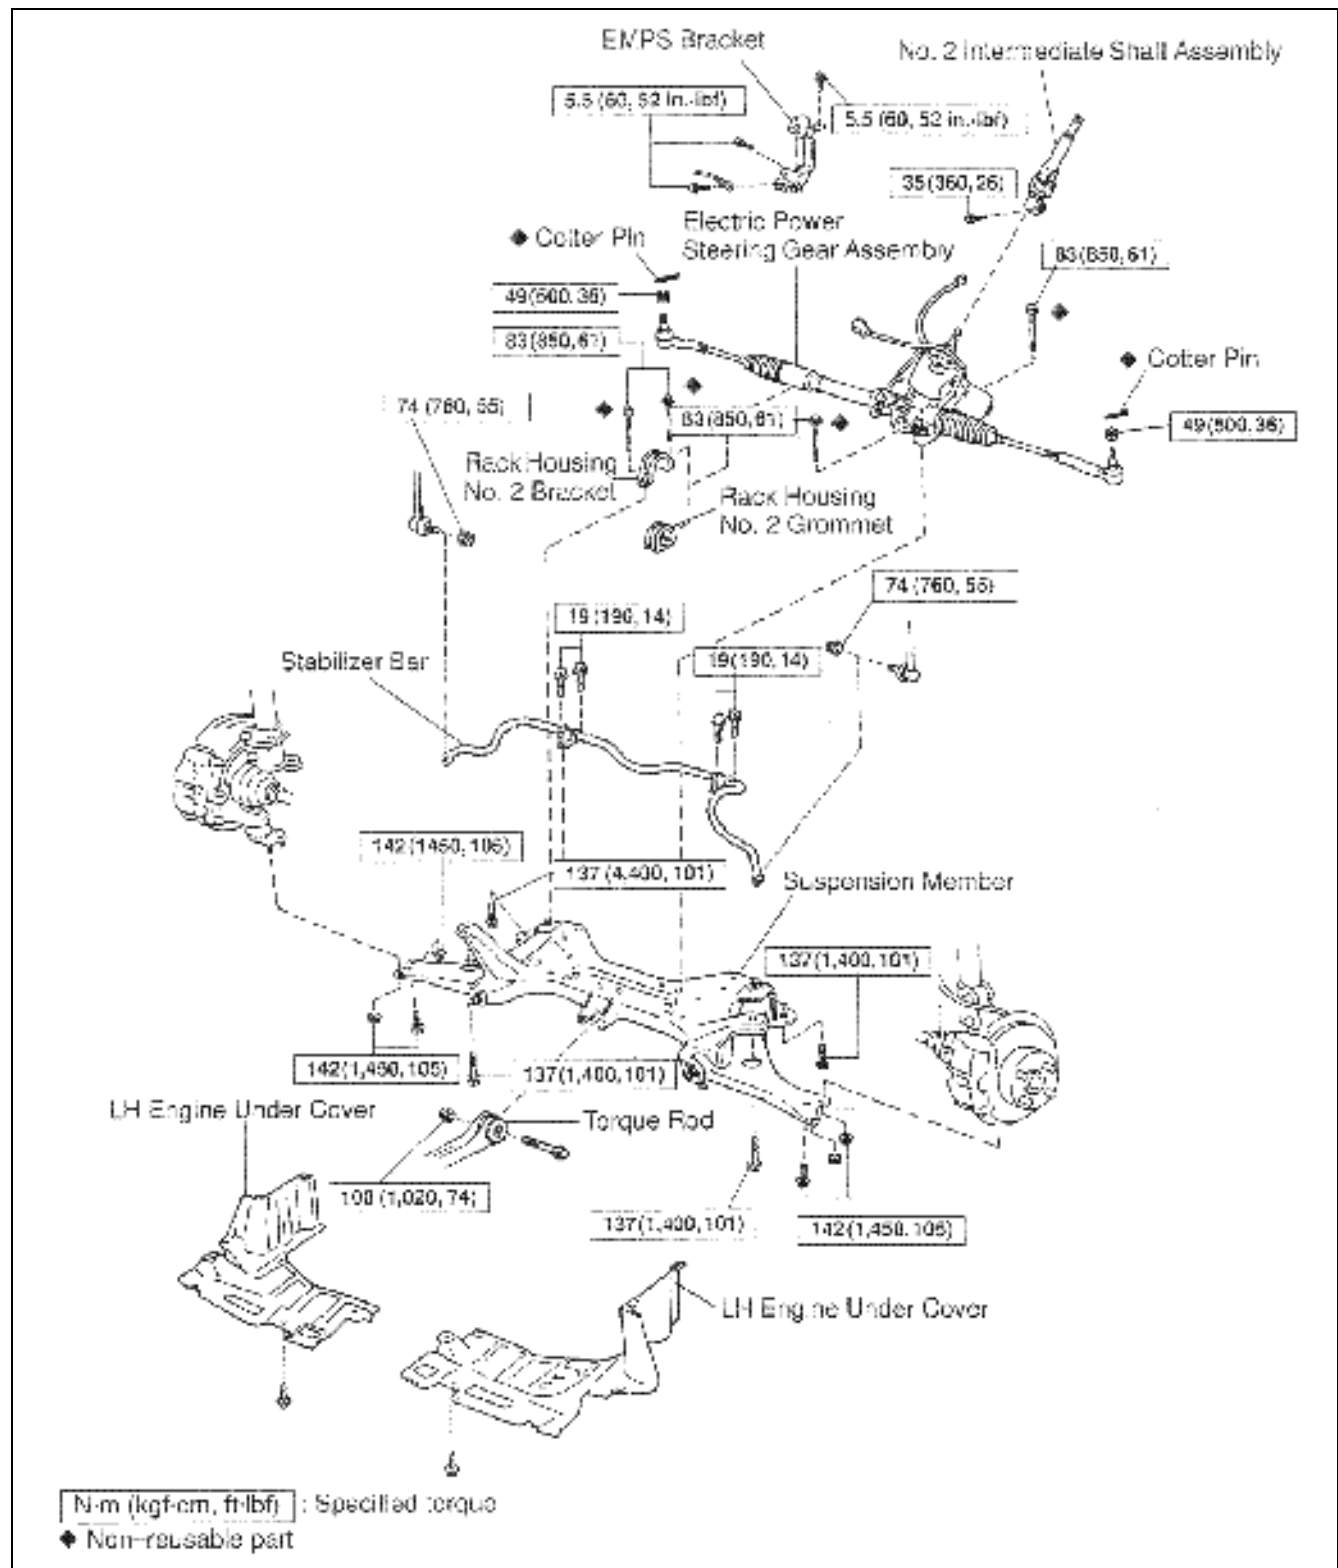 EMPS Bracket
No. 2 Intermediate Shaft Assembly
5.5 (60, 52 in.-lbf)
5.5 (60, 52 in.-lbf)
35 (360, 26)
◆ Cotter Pin
Electric Power
Steering Gear Assembly
83 (850, 61)
49 (500, 36)
83 (850, 61)
◆ Cotter Pin
74 (760, 55)
83 (850, 61)
49 (500, 36)
Rack Housing
No. 2 Bracket
Rack Housing
No. 2 Grommet
74 (760, 55)
19 (190, 14)
19 (190, 14)
Stabilizer Bar
142 (1450, 105)
137 (4,400, 101)
Suspension Member
137 (1,400, 101)
142 (1,450, 105)
137 (1,400, 101)
LH Engine Under Cover
Torque Rod
100 (1,020, 74)
137 (1,400, 101)
142 (1,450, 105)
LH Engine Under Cover
N·m (kgf·cm, ft·lbf) : Specified torque
◆ Non-reusable part